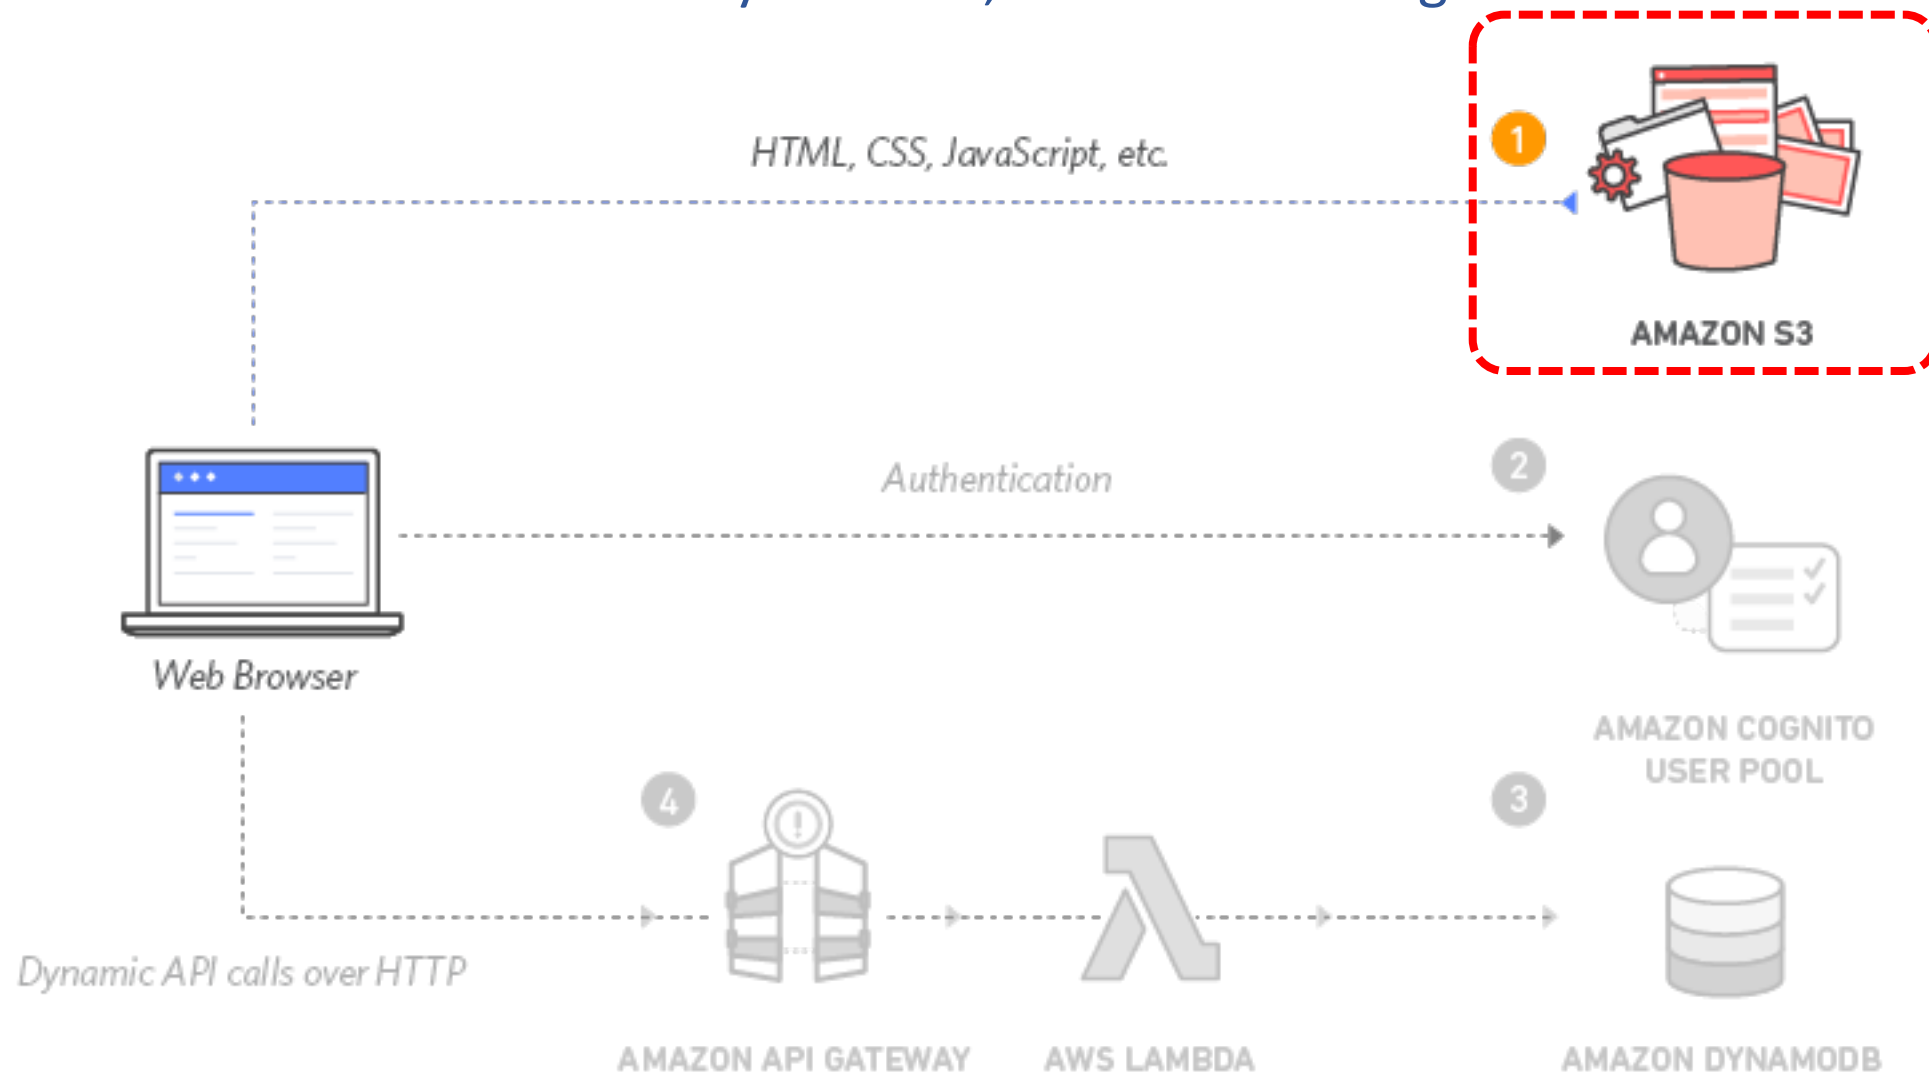 1
HTML, CSS, JavaScript, etc.
AMAZON S3
2
Authentication
Web Browser
AMAZON COGNITO
USER POOL
4
3
Dynamic API calls over HTTP
AMAZON API GATEWAY
AWS LAMBDA
AMAZON DYNAMODB